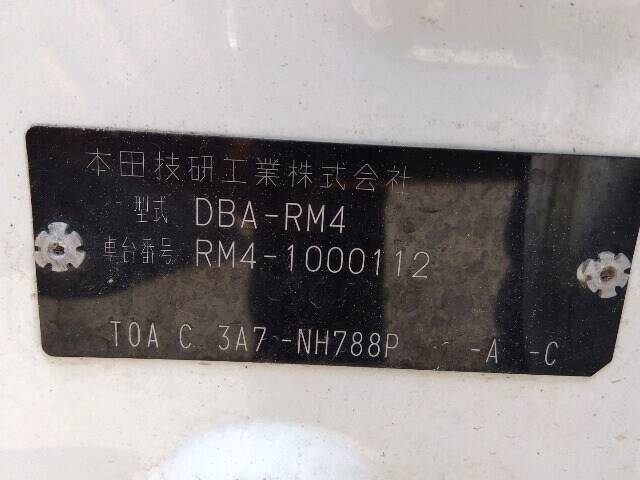 本田技研工業株式会社
型式 DBA-RM4
車台番号 RM4-1000112
T0A C 3A7-NH788P -A -C